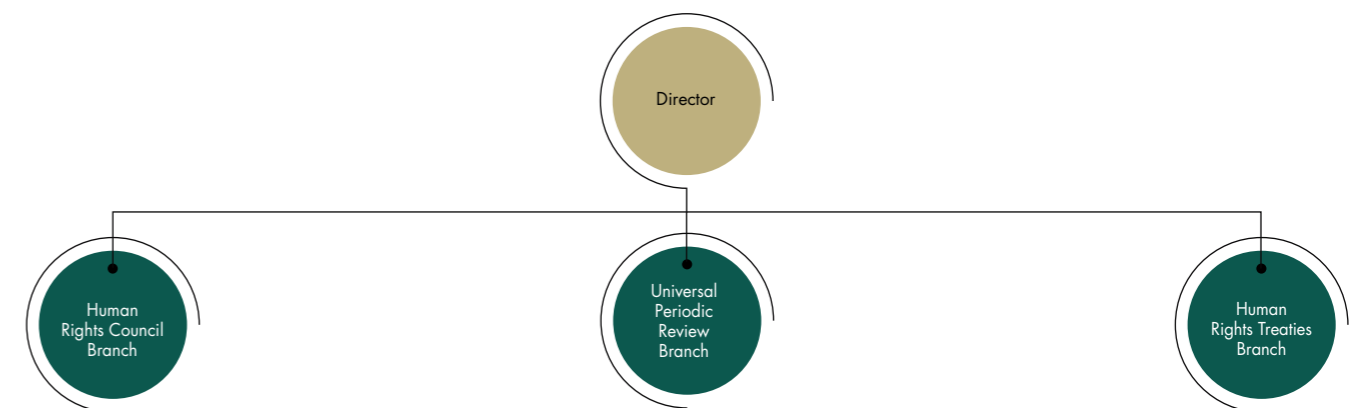 Director
Human
Rights Council
Branch
Universal
Periodic
Review
Branch
Human
Rights Treaties
Branch